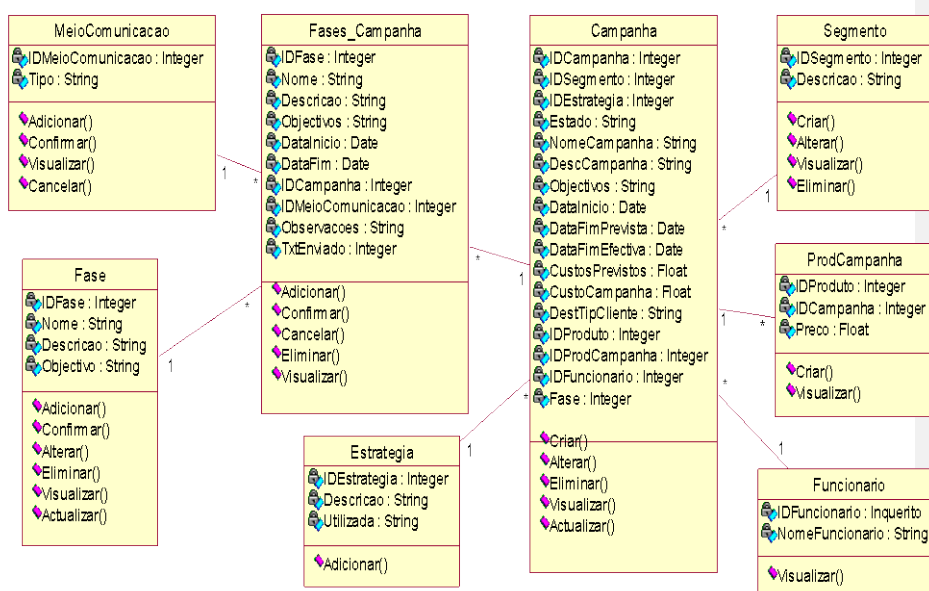 MeioComunicacao
IDMeioComunicacao : Integer
Tipo : String
Adicionar()
Confirmar()
Visualizar()
Cancelar()
1
*
Fases_Campanha
IDFase : Integer
Nome : String
Descricao : String
Objectivos : String
DataInicio : Date
DataFim : Date
IDCampanha : Integer
IDMeioComunicacao : Integer
Observacoes : String
TxtEnviado : Integer
Adicionar()
Confirmar()
Cancelar()
Eliminar()
Visualizar()
*
1
Campanha
IDCampanha : Integer
IDSegmento : Integer
IDEstrategia : Integer
Estado : String
NomeCampanha : String
DescCampanha : String
Objectivos : String
DataInicio : Date
DataFimPrevista : Date
DataFimEfectiva : Date
CustosPrevistos : Float
CustoCampanha : Float
DestTipCliente : String
IDProduto : Integer
IDProdCampanha : Integer
IDFuncionario : Integer
Fase : Integer
Criar()
Alterar()
Eliminar()
Visualizar()
Actualizar()
Segmento
IDSegmento : Integer
Descricao : String
Criar()
Alterar()
Visualizar()
Eliminar()
1
*
ProdCampanha
IDProduto : Integer
IDCampanha : Integer
Preco : Float
Criar()
Visualizar()
1
*
Fase
IDFase : Integer
Nome : String
Descricao : String
Objectivo : String
Adicionar()
Confirmar()
Alterar()
Eliminar()
Visualizar()
Actualizar()
1
*
Estrategia
IDEstrategia : Integer
Descricao : String
Utilizada : String
Adicionar()
1
*
Funcionario
IDFuncionario : Inquerito
NomeFuncionario : String
Visualizar()
*
1